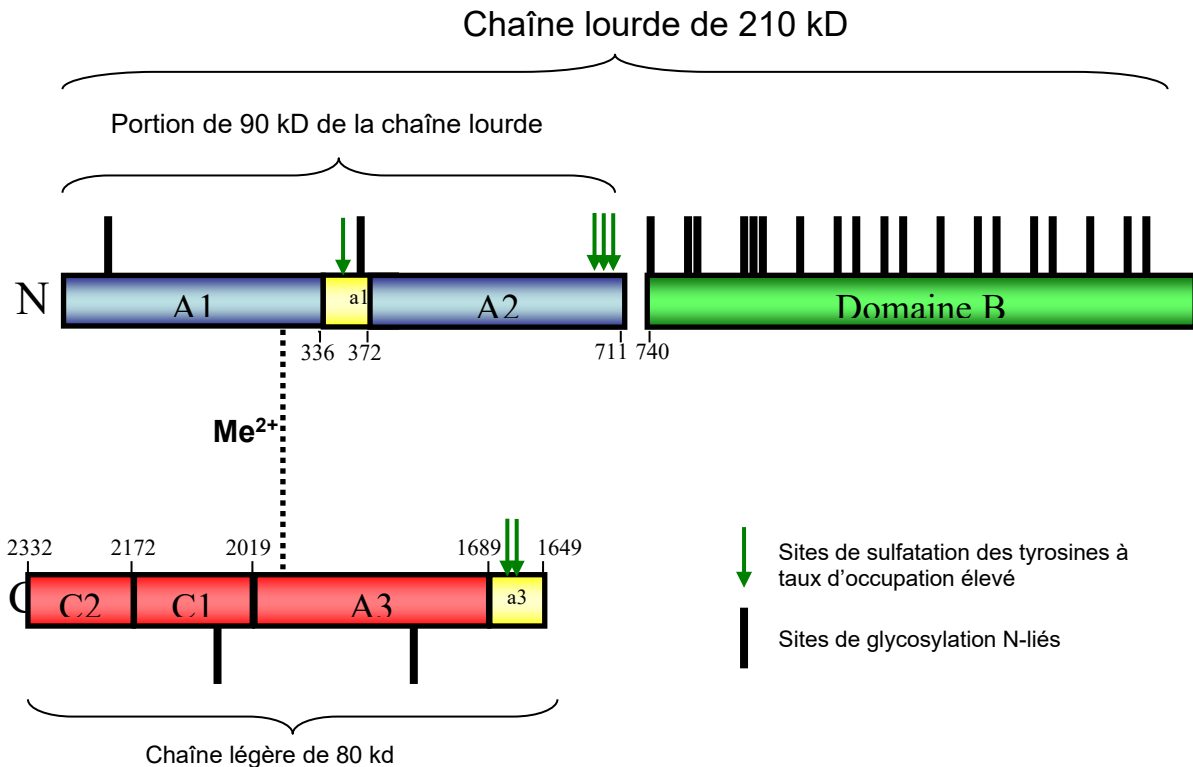 Chaîne lourde de 210 kD
Portion de 90 kD de la chaîne lourde
N
A1
a1
A2
Domaine B
336
372
711
740
Me²⁺
2332
2172
2019
1689
1649
C2
C1
A3
a3
Sites de sulfatation des tyrosines à
taux d'occupation élevé
Sites de glycosylation N-liés
Chaîne légère de 80 kd